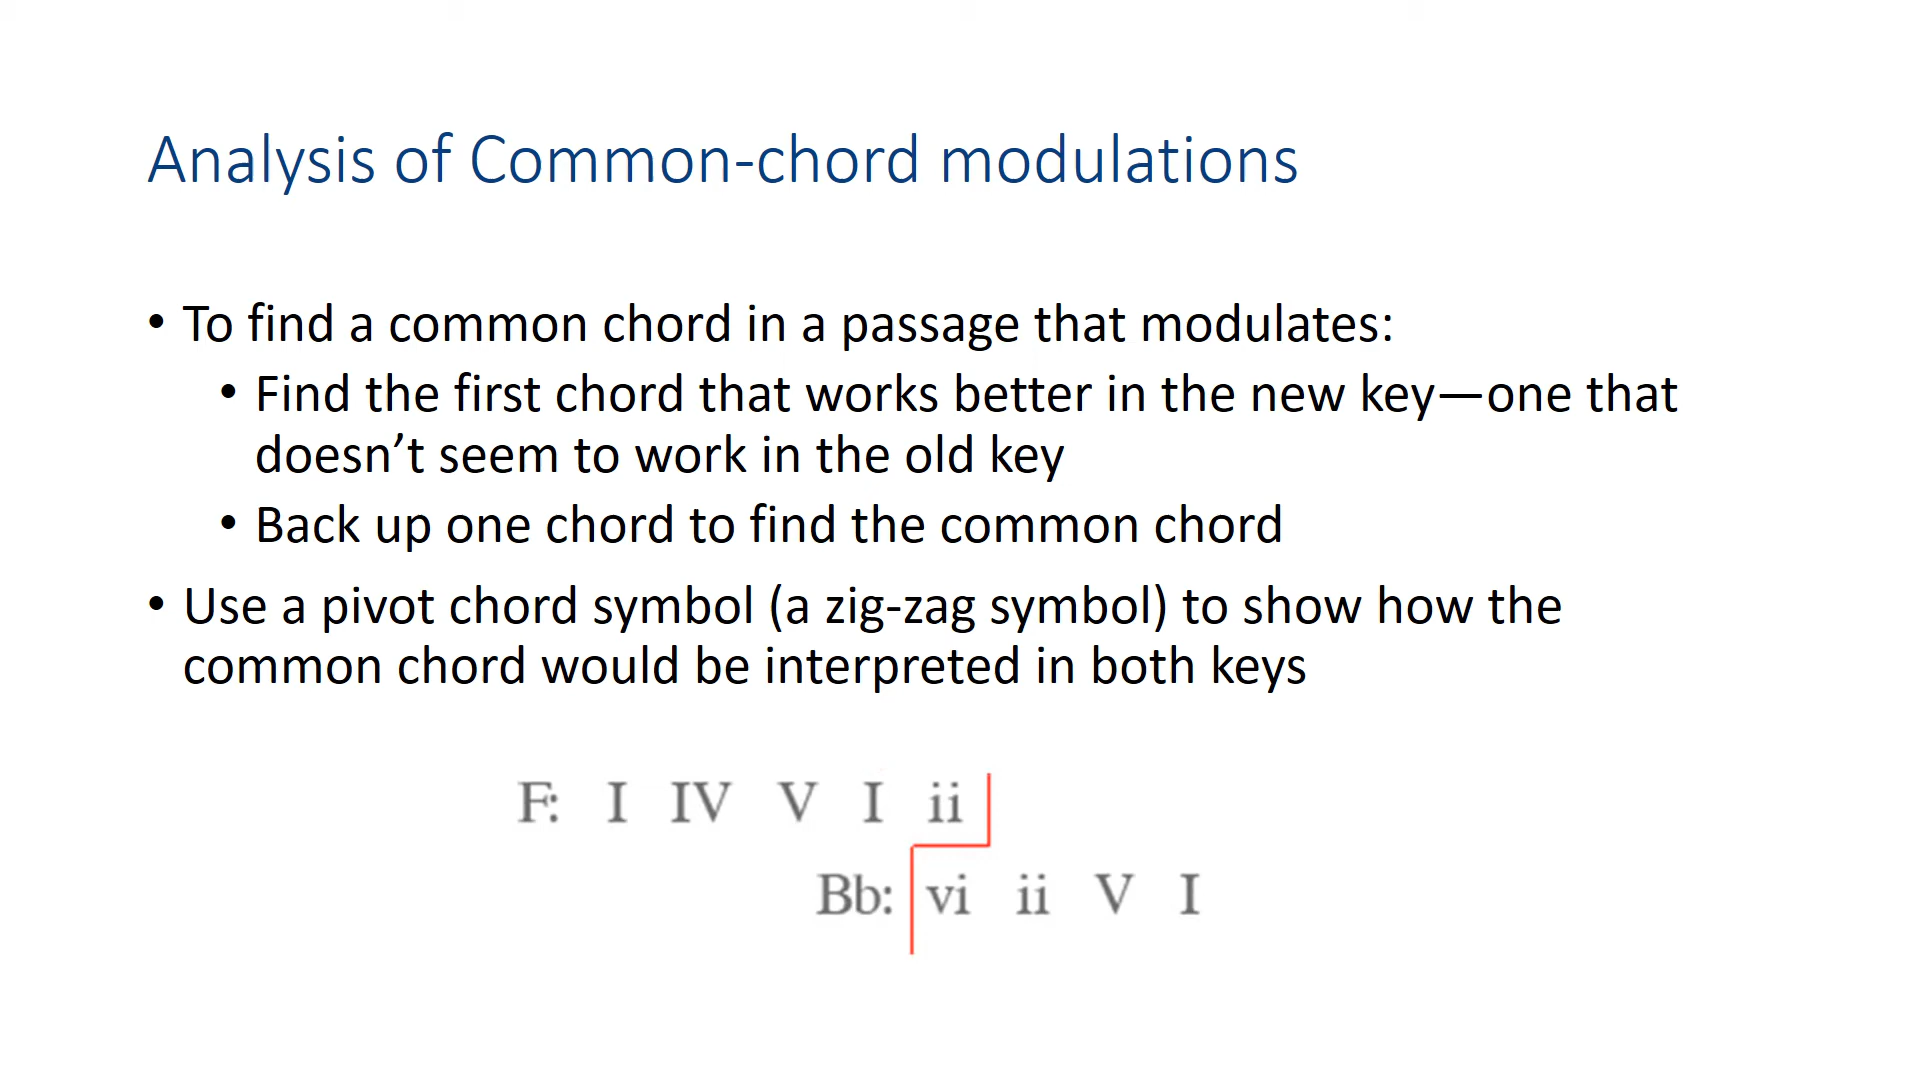 Analysis of Common-chord modulations
• To find a common chord in a passage that modulates:
• Find the first chord that works better in the new key—one that
doesn’t seem to work in the old key
• Back up one chord to find the common chord
• Use a pivot chord symbol (a zig-zag symbol) to show how the
common chord would be interpreted in both keys
F: I IV V I ii
Bb: vi ii V I